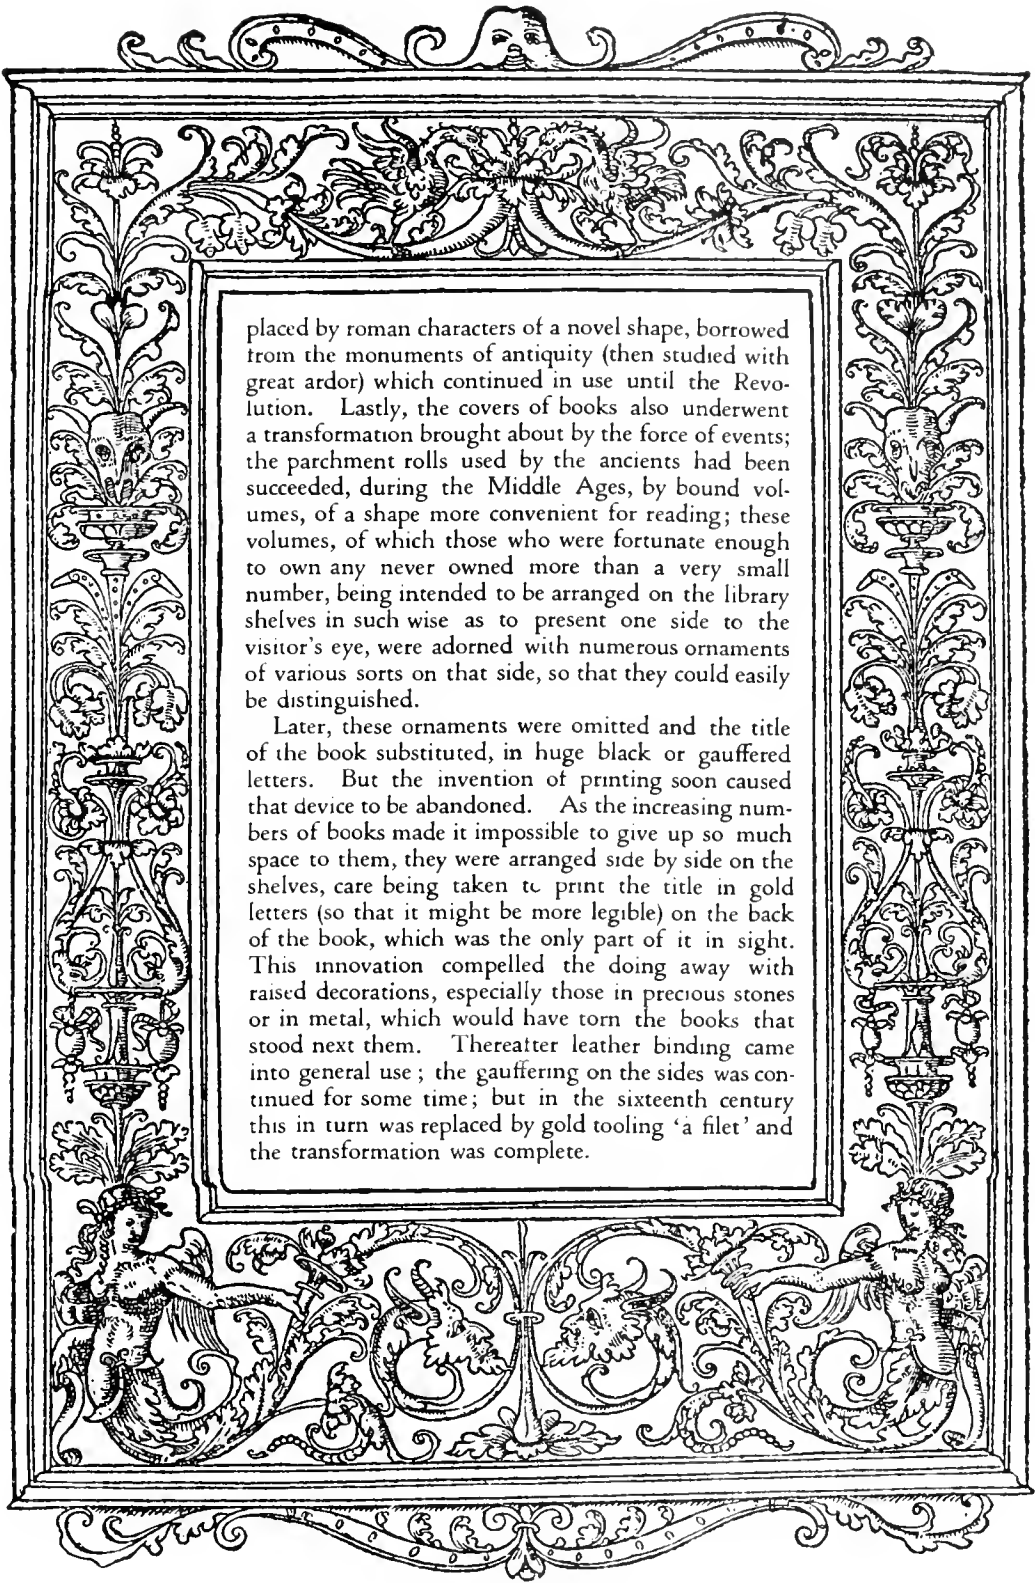 placed by roman characters of a novel shape, borrowed
from the monuments of antiquity (then studied with
great ardor) which continued in use until the Revo-
lution. Lastly, the covers of books also underwent
a transformation brought about by the force of events;
the parchment rolls used by the ancients had been
succeeded, during the Middle Ages, by bound vol-
umes, of a shape more convenient for reading; these
volumes, of which those who were fortunate enough
to own any never owned more than a very small
number, being intended to be arranged on the library
shelves in such wise as to present one side to the
visitor's eye, were adorned with numerous ornaments
of various sorts on that side, so that they could easily
be distinguished.
Later, these ornaments were omitted and the title
of the book substituted, in huge black or gauffered
letters. But the invention of printing soon caused
that device to be abandoned. As the increasing num-
bers of books made it impossible to give up so much
space to them, they were arranged side by side on the
shelves, care being taken to print the title in gold
letters (so that it might be more legible) on the back
of the book, which was the only part of it in sight.
This innovation compelled the doing away with
raised decorations, especially those in precious stones
or in metal, which would have torn the books that
stood next them. Thereafter leather binding came
into general use ; the gauffering on the sides was con-
tinued for some time; but in the sixteenth century
this in turn was replaced by gold tooling ‘à filet’ and
the transformation was complete.